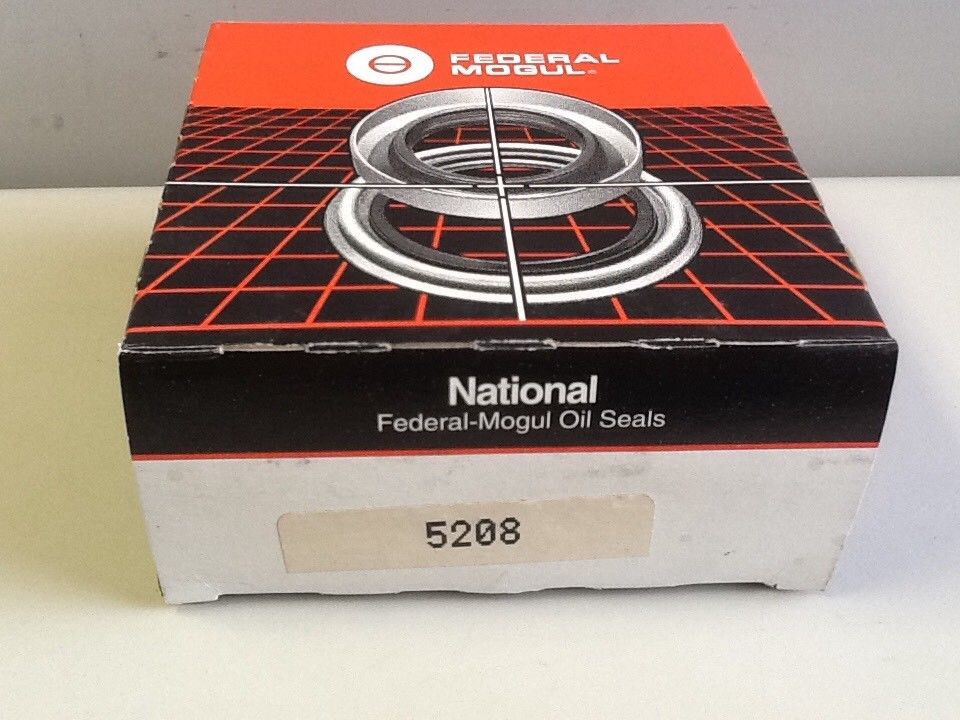 FEDERAL
MOGUL®
National
Federal-Mogul Oil Seals
5208